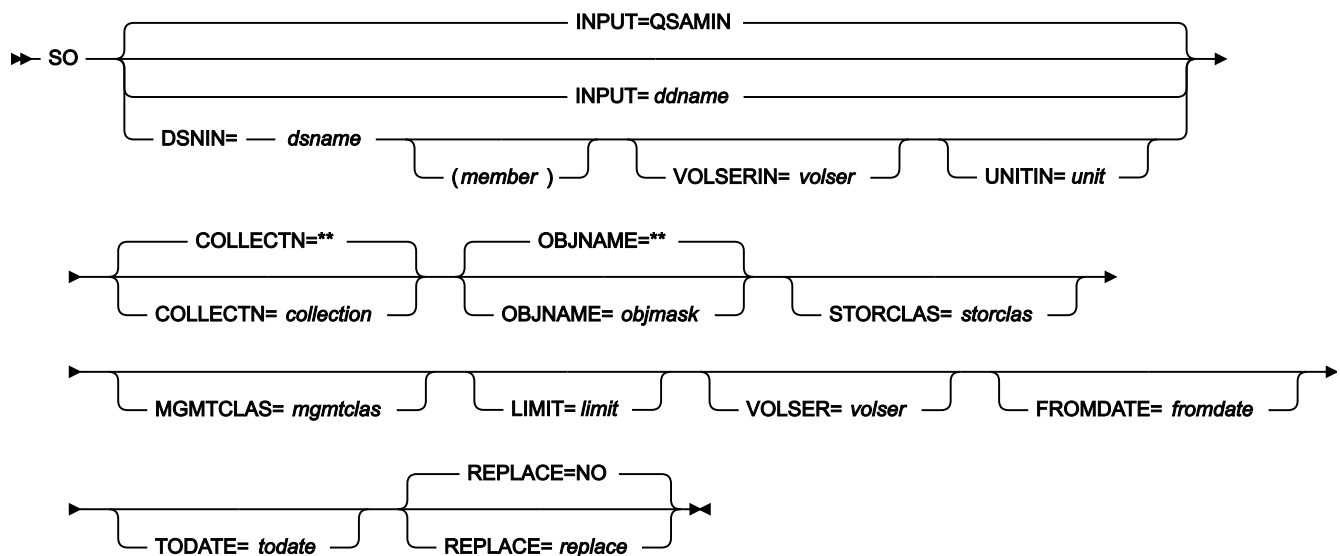 INPUT=QSAMIN
SO
INPUT= ddname
DSNIN= dsname
(member )
VOLSERIN= volser
UNITIN= unit
COLLECTN=**
OBJNAME=**
COLLECTN= collection
OBJNAME= objmask
STORCLAS= storclas
MGMTCLAS= mgmtclas
LIMIT= limit
VOLSER= volser
FROMDATE= fromdate
REPLACE=NO
TODATE= todate
REPLACE= replace